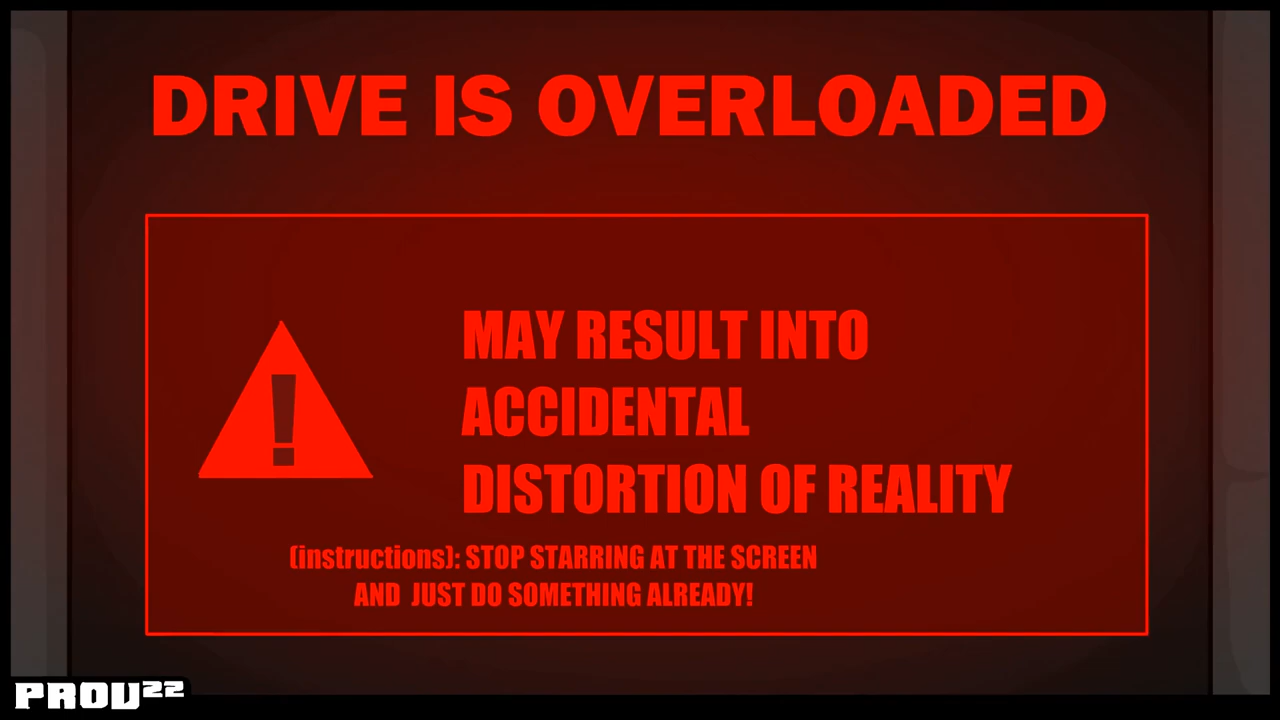 DRIVE IS OVERLOADED
MAY RESULT INTO
ACCIDENTAL
DISTORTION OF REALITY
(instructions): STOP STARRING AT THE SCREEN
AND JUST DO SOMETHING ALREADY!
PROU22